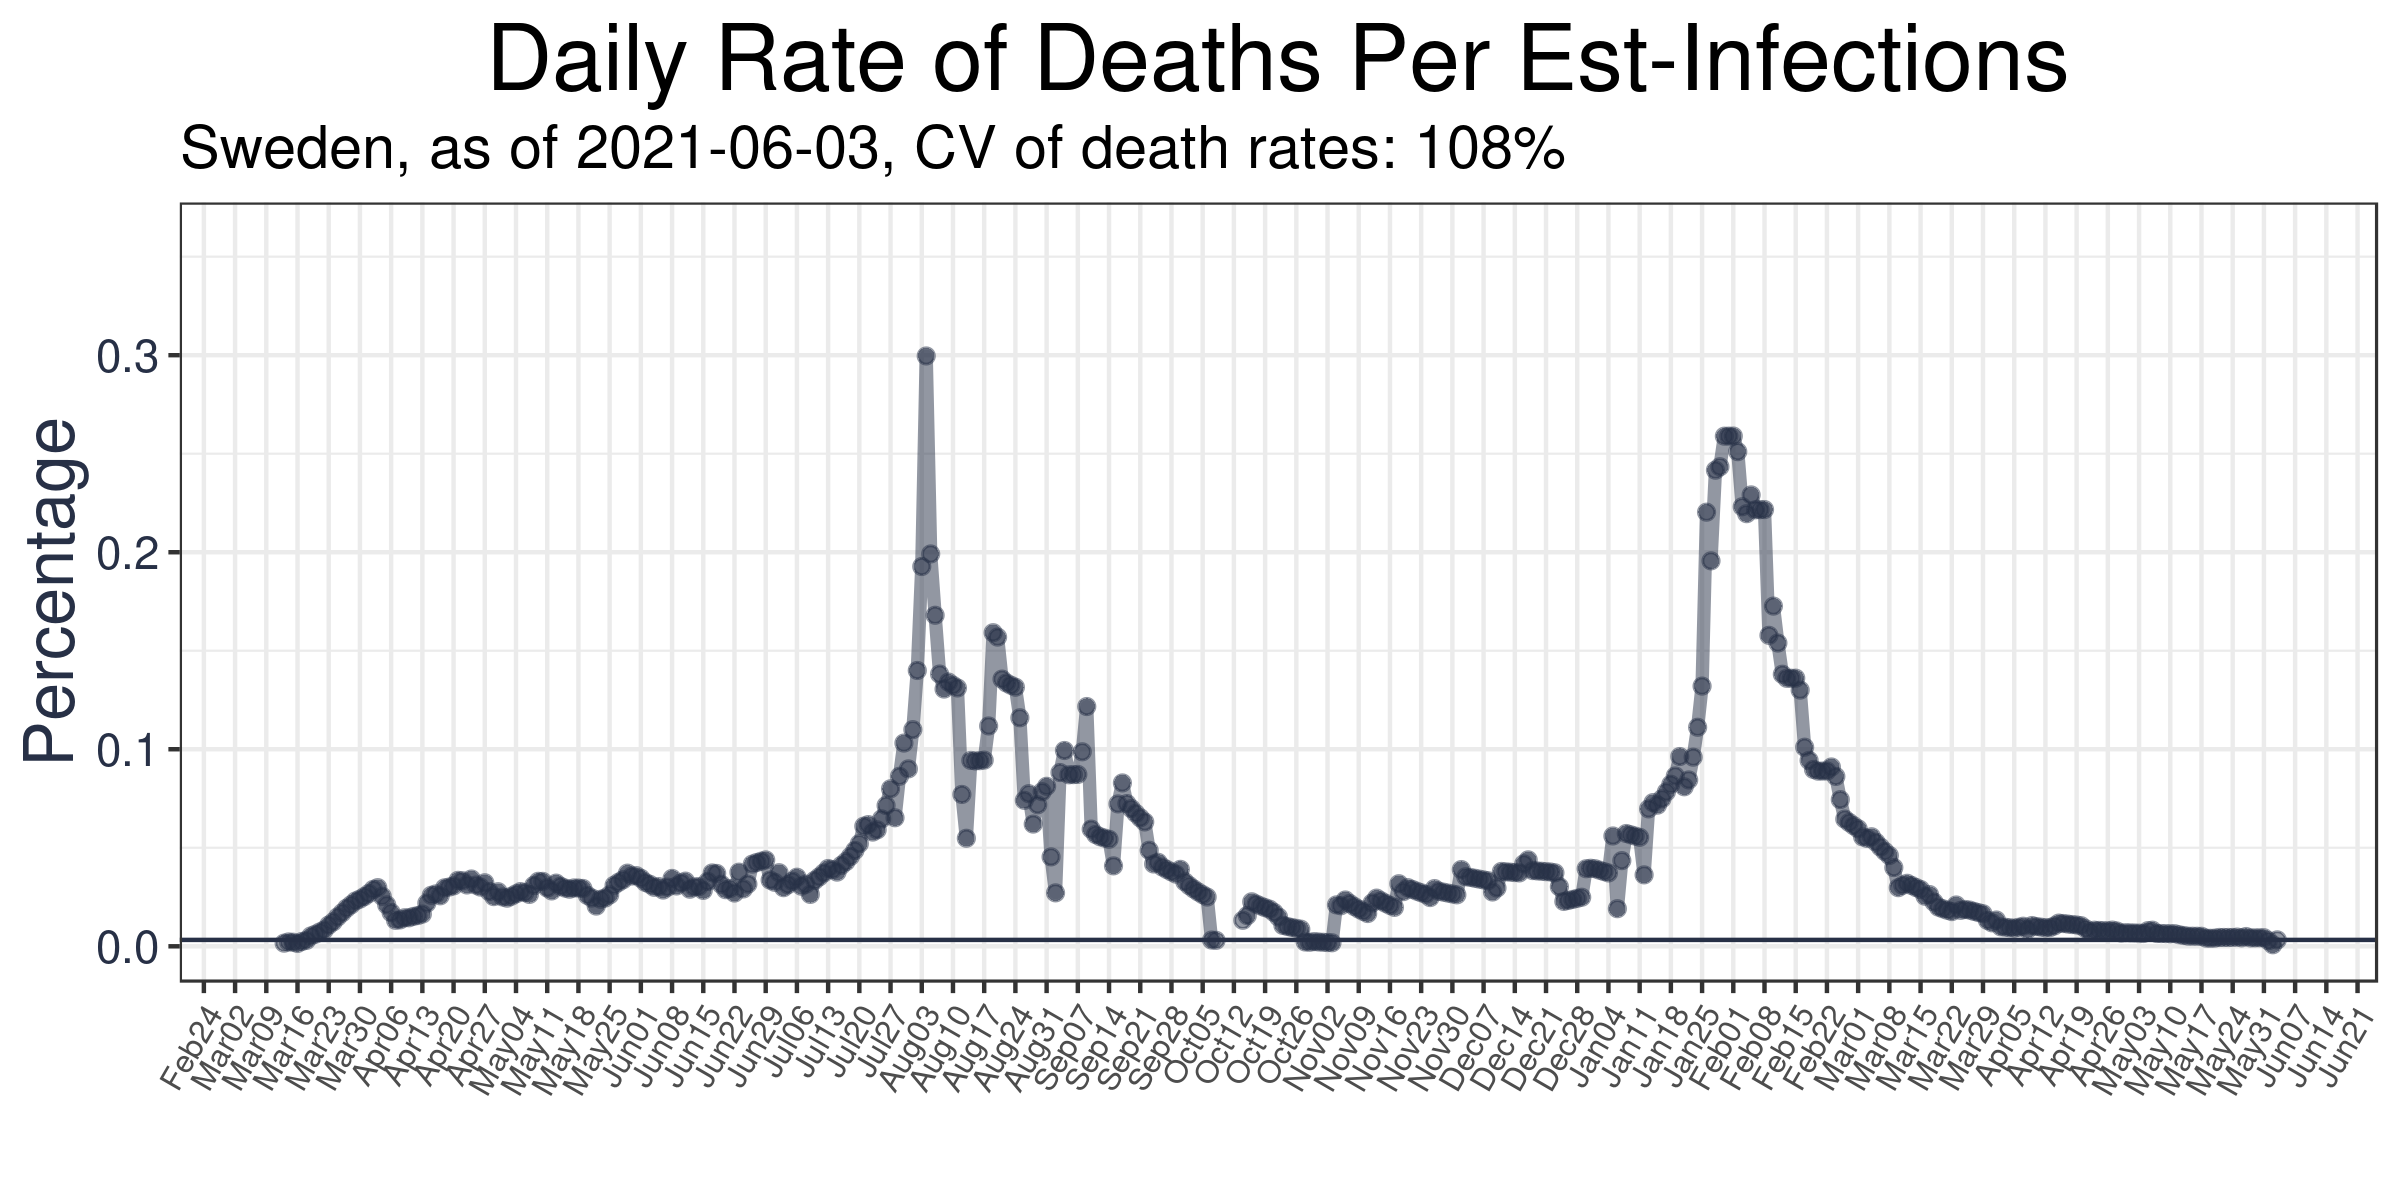 Daily Rate of Deaths Per Est-Infections
Sweden, as of 2021-06-03, CV of death rates: 108%
Percentage
0.3
0.2
0.1
0.0
Feb24 Mar02 Mar09 Mar16 Mar23 Mar30 Apr06 Apr13 Apr20 Apr27 May04 May11 May18 May25 Jun01 Jun08 Jun15 Jun22 Jun29 Jul06 Jul13 Jul20 Jul27 Aug03 Aug10 Aug17 Aug24 Aug31 Sep07 Sep14 Sep21 Sep28 Oct05 Oct12 Oct19 Oct26 Nov02 Nov09 Nov16 Nov23 Nov30 Dec07 Dec14 Dec21 Dec28 Jan04 Jan11 Jan18 Jan25 Feb01 Feb08 Feb15 Feb22 Mar01 Mar08 Mar15 Mar22 Mar29 Apr05 Apr12 Apr19 Apr26 May03 May10 May17 May24 May31 Jun07 Jun14 Jun21